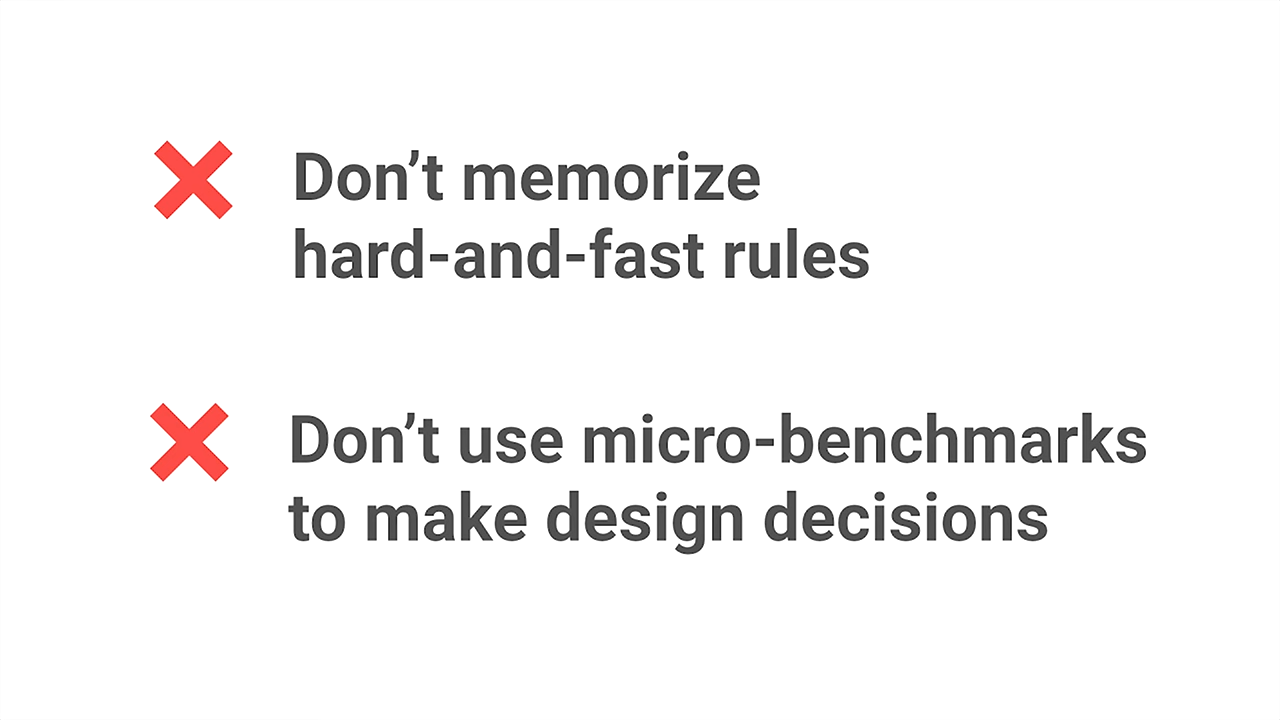 Don’t memorize
hard-and-fast rules
Don’t use micro-benchmarks
to make design decisions